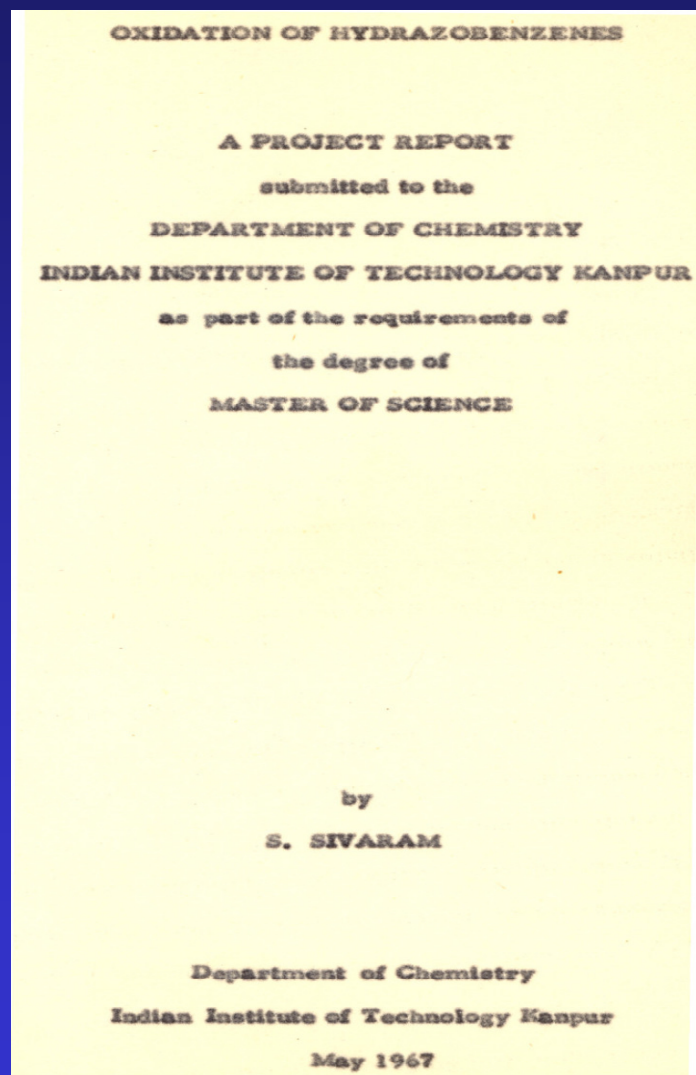 OXIDATION OF HYDRAZOBENZENES
A PROJECT REPORT
submitted to the
DEPARTMENT OF CHEMISTRY
INDIAN INSTITUTE OF TECHNOLOGY KANPUR
as part of the requirements of
the degree of
MASTER OF SCIENCE
by
S. SIVARAM
Department of Chemistry
Indian Institute of Technology Kanpur
May 1967